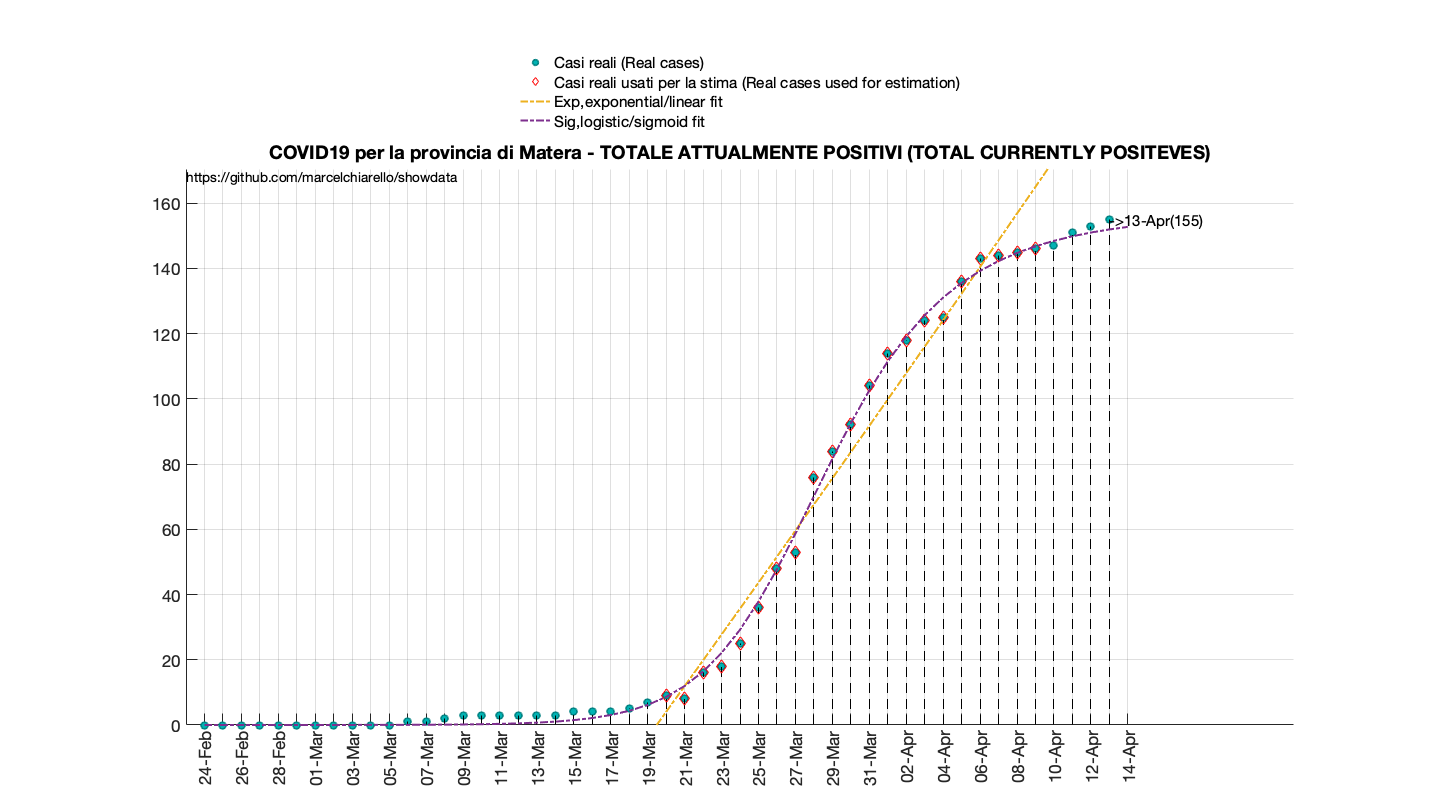 Casi reali (Real cases)
Casi reali usati per la stima (Real cases used for estimation)
Exp,exponential/linear fit
Sig,logistic/sigmoid fit
COVID19 per la provincia di Matera - TOTALE ATTUALMENTE POSITIVI (TOTAL CURRENTLY POSITEVES)
https://github.com/marcelchiarello/showdata
160
->13-Apr(155)
140
120
100
80
60
40
20
0
24-Feb
26-Feb
28-Feb
01-Mar
03-Mar
05-Mar
07-Mar
09-Mar
11-Mar
13-Mar
15-Mar
17-Mar
19-Mar
21-Mar
23-Mar
25-Mar
27-Mar
29-Mar
31-Mar
02-Apr
04-Apr
06-Apr
08-Apr
10-Apr
12-Apr
14-Apr